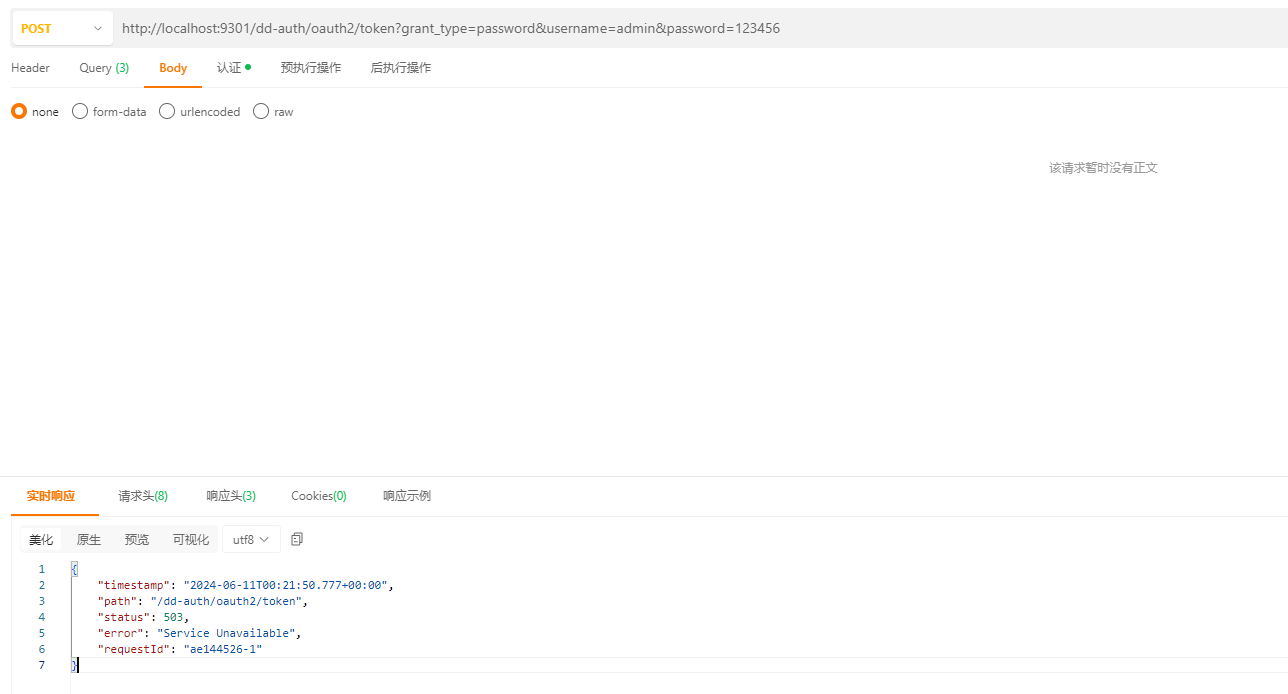 POST http://localhost:9301/dd-auth/oauth2/token?grant_type=password&username=admin&password=123456
Header Query (3) Body 认证 预执行操作 后执行操作
none form-data urlencoded raw
该请求暂时没有正文
实时响应 请求头(8) 响应头(3) Cookies(0) 响应示例
美化 原生 预览 可视化 utf8
1 {
2 "timestamp": "2024-06-11T00:21:50.777+00:00",
3 "path": "/dd-auth/oauth2/token",
4 "status": 503,
5 "error": "Service Unavailable",
6 "requestId": "ae144526-1"
7 }